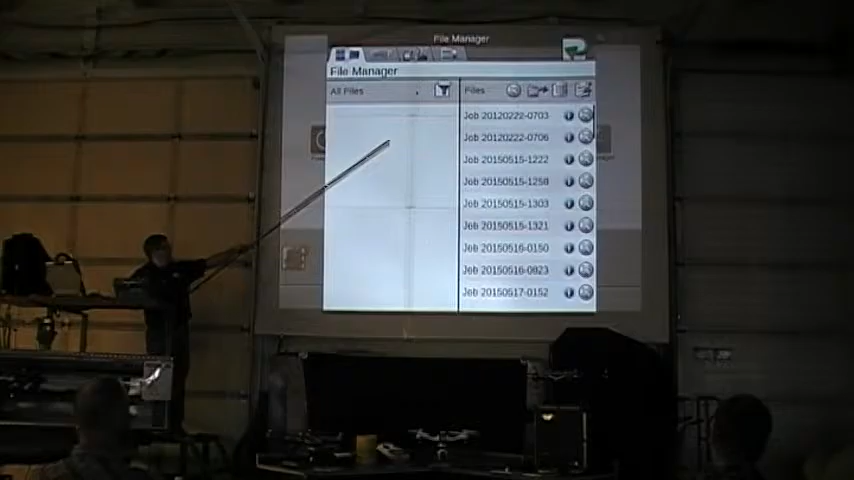 File Manager
File Manager
All Files
Files
Job 20120222-0703
Job 20120222-0706
Job 20150515-1222
Job 20150515-1258
Job 20150515-1303
Job 20150515-1321
Job 20150516-0150
Job 20150516-0823
Job 20150517-0152